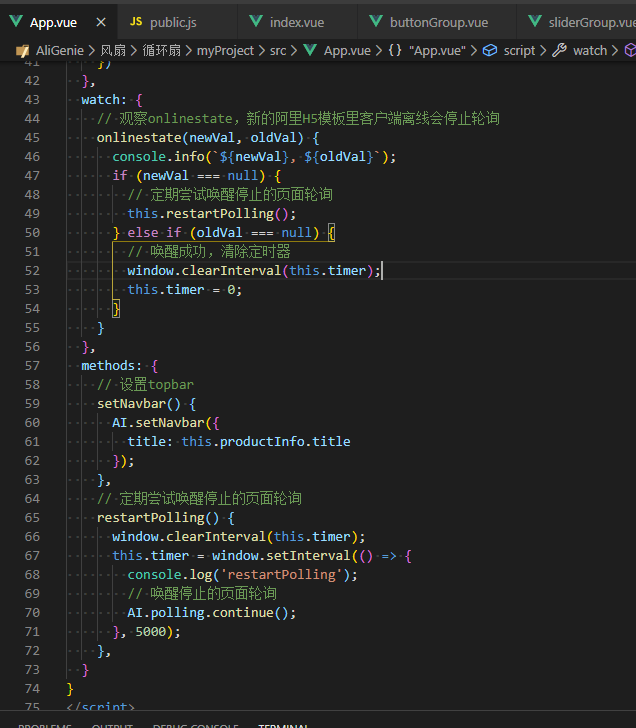 App.vue
JS public.js
index.vue
buttonGroup.vue
sliderGroup.vue
AliGenie > 风扇 > 循环扇 > myProject > src > App.vue > {} "App.vue" > script > watch >
41 })
42 },
43 watch: {
44 // 观察onlinestate，新的阿里H5模板里客户端离线会停止轮询
45 onlinestate(newVal, oldVal) {
46 console.info(`${newVal}, ${oldVal}`);
47 if (newVal === null) {
48 // 定期尝试唤醒停止的页面轮询
49 this.restartPolling();
50 } else if (oldVal === null) {
51 // 唤醒成功，清除定时器
52 window.clearInterval(this.timer);
53 this.timer = 0;
54 }
55 }
56 },
57 methods: {
58 // 设置topbar
59 setNavbar() {
60 AI.setNavbar({
61 title: this.productInfo.title
62 });
63 },
64 // 定期尝试唤醒停止的页面轮询
65 restartPolling() {
66 window.clearInterval(this.timer);
67 this.timer = window.setInterval(() => {
68 console.log('restartPolling');
69 // 唤醒停止的页面轮询
70 AI.polling.continue();
71 }, 5000);
72 },
73 }
74 }
75 </script>
PROBLEMS OUTPUT DEBUG CONSOLE TERMINAL